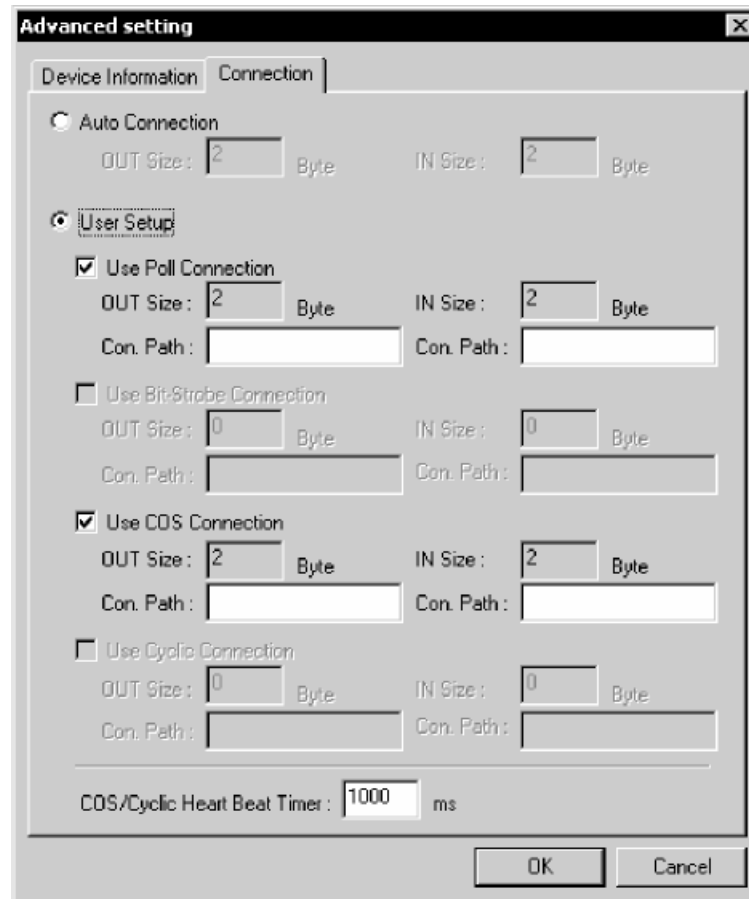 Advanced setting
Device Information Connection
Auto Connection
OUT Size : 2 Byte IN Size : 2 Byte
User Setup
Use Poll Connection
OUT Size : 2 Byte IN Size : 2 Byte
Con. Path : Con. Path :
Use Bit-Strobe Connection
OUT Size : 0 Byte IN Size : 0 Byte
Con. Path : Con. Path :
Use COS Connection
OUT Size : 2 Byte IN Size : 2 Byte
Con. Path : Con. Path :
Use Cyclic Connection
OUT Size : 0 Byte IN Size : 0 Byte
Con. Path : Con. Path :
COS/Cyclic Heart Beat Timer : 1000 ms
OK Cancel